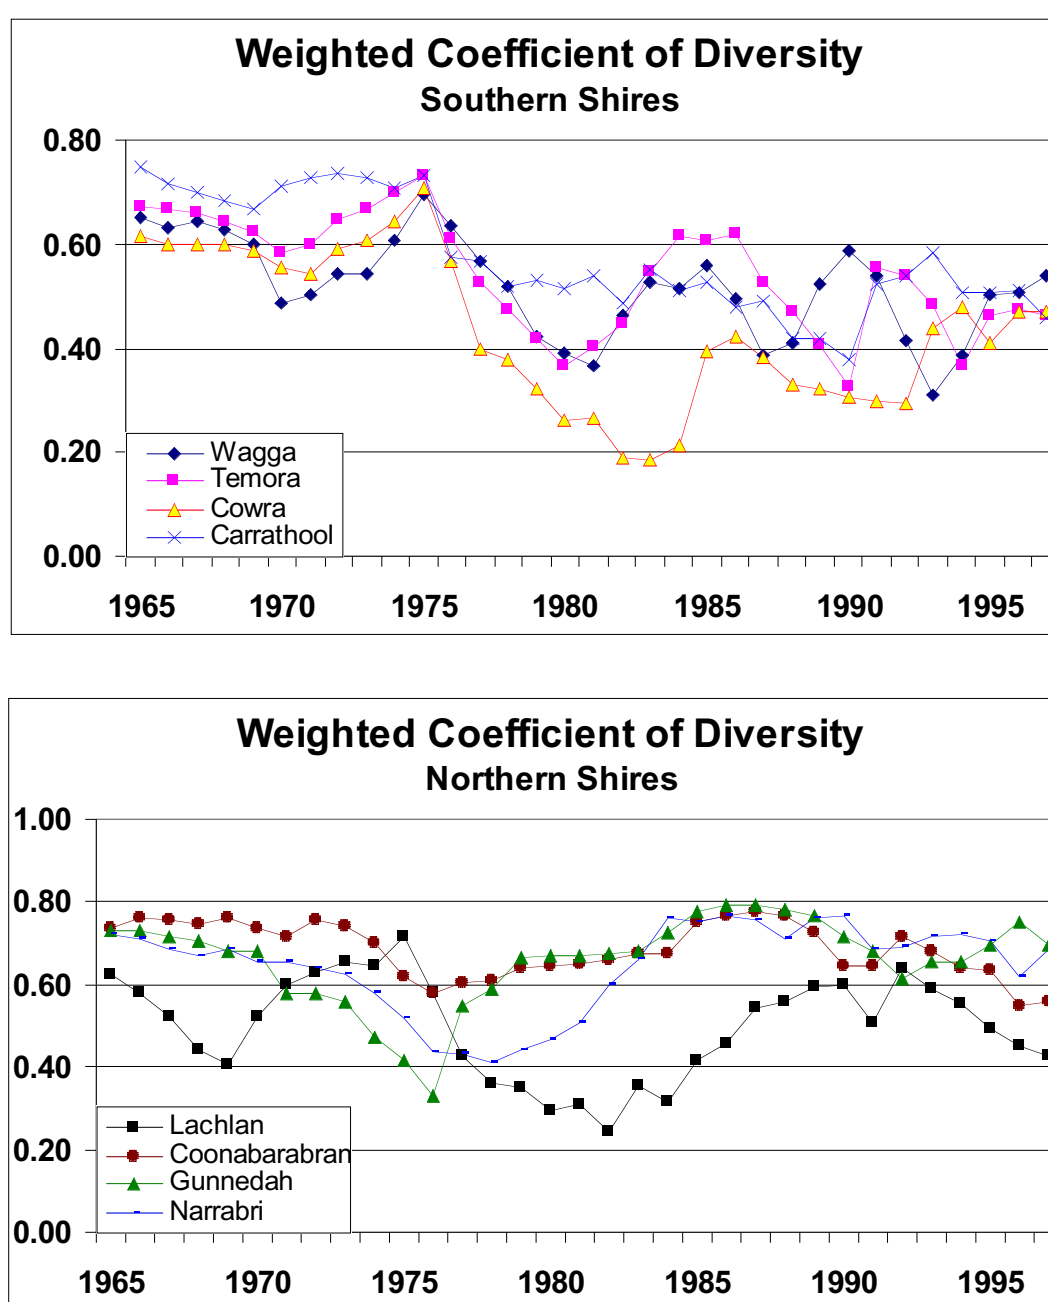 Weighted Coefficient of Diversity
Southern Shires
0.80
0.60
0.40
0.20
0.00
Wagga
Temora
Cowra
Carrathool
1965 1970 1975 1980 1985 1990 1995
Weighted Coefficient of Diversity
Northern Shires
1.00
0.80
0.60
0.40
0.20
0.00
Lachlan
Coonabarabran
Gunnedah
Narrabri
1965 1970 1975 1980 1985 1990 1995